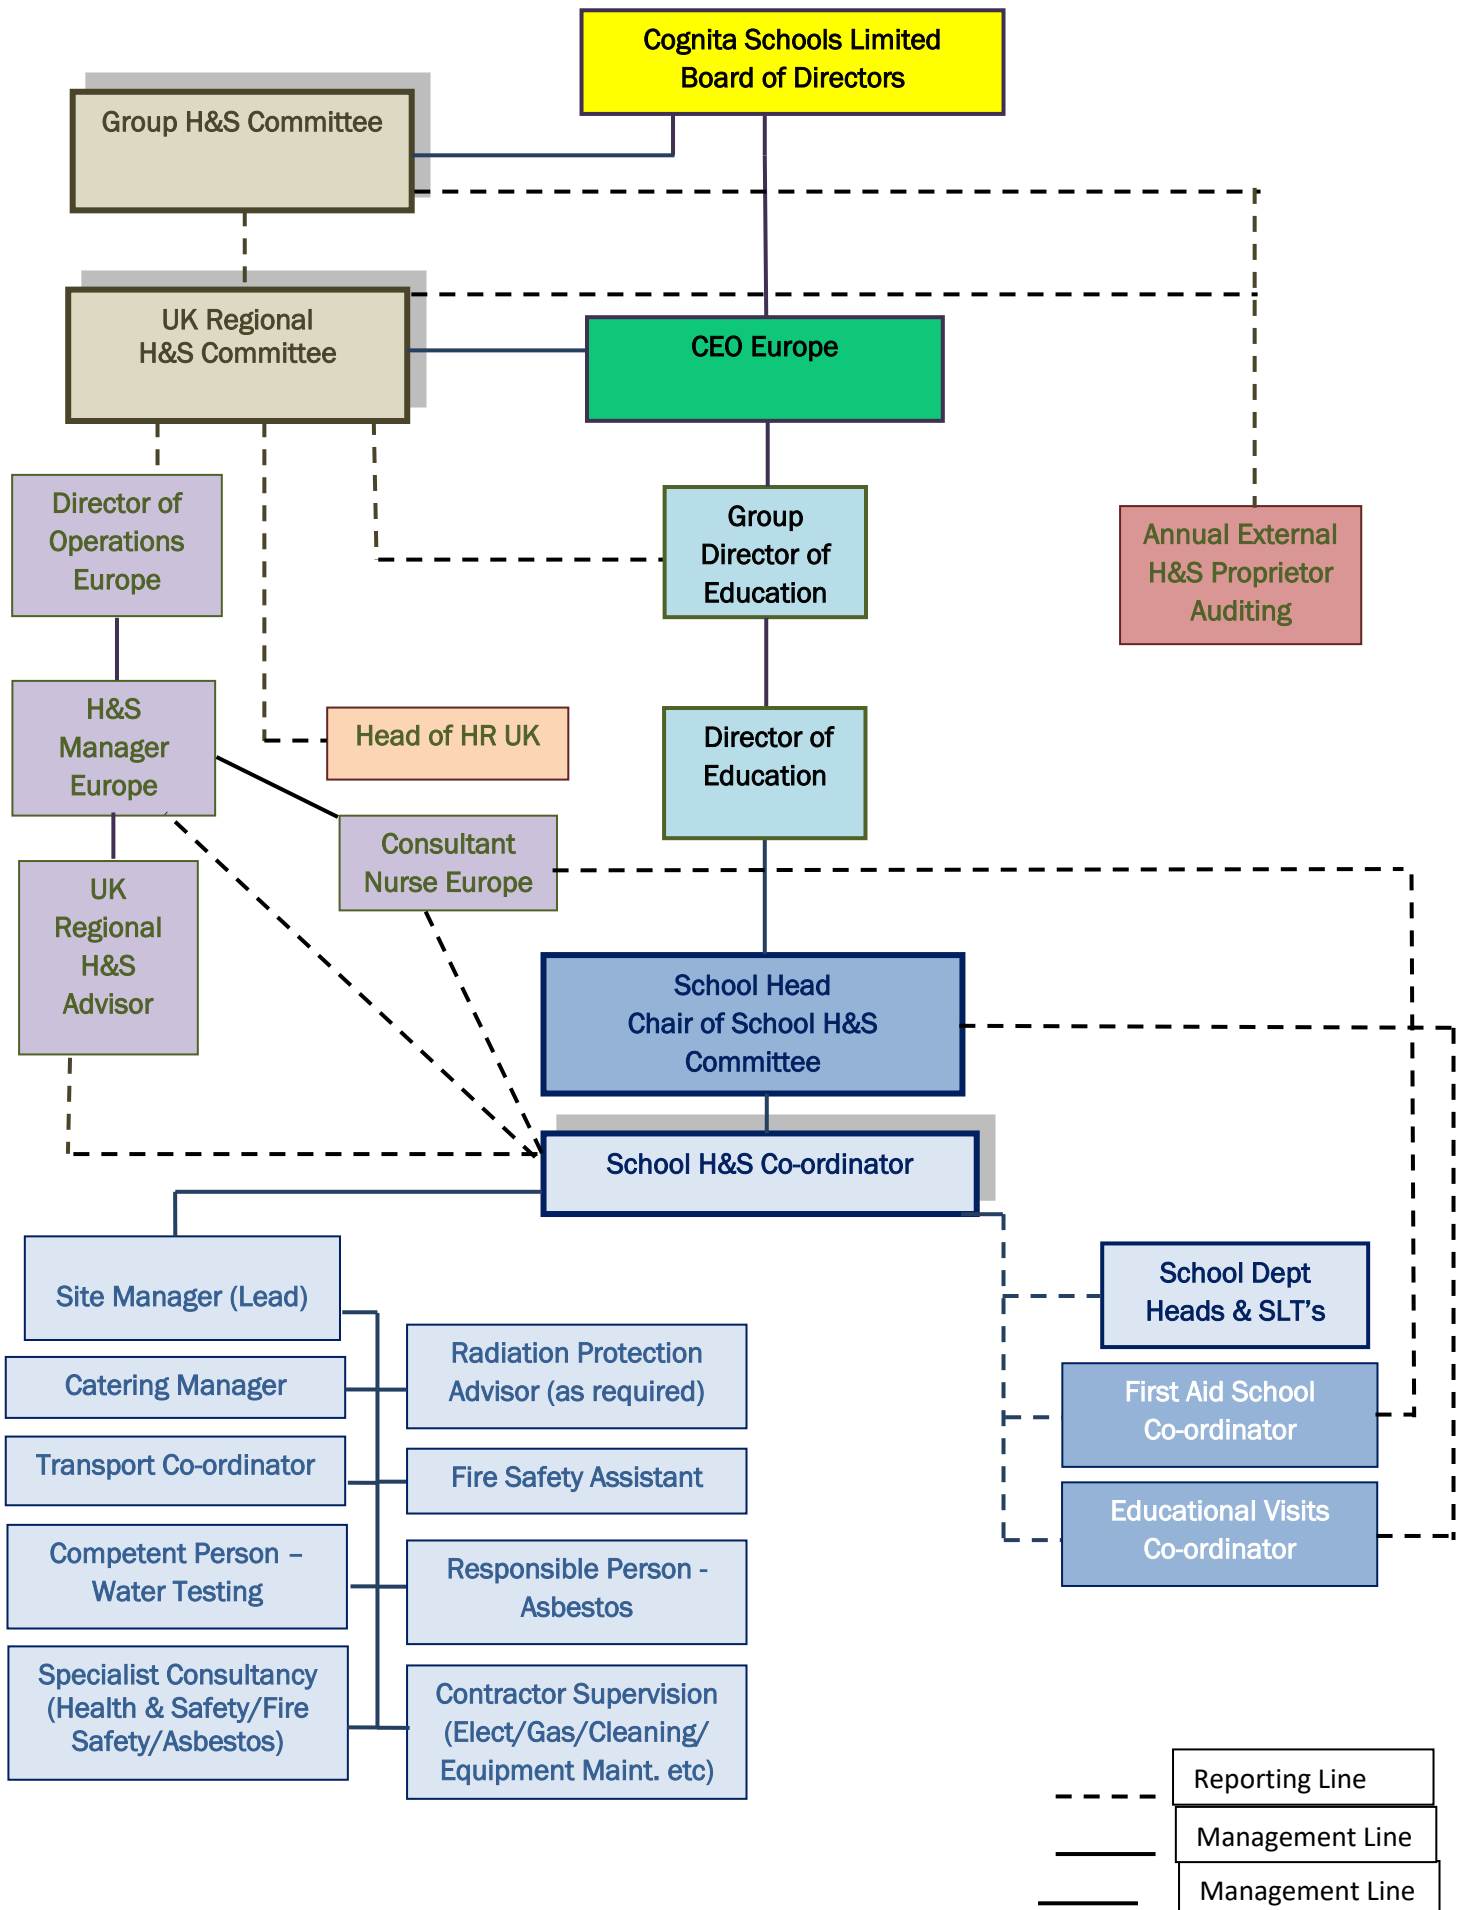 Cognita Schools Limited
Board of Directors
Group H&S Committee
UK Regional
H&S Committee
CEO Europe
Director of
Operations
Europe
Group
Director of
Education
Annual External
H&S Proprietor
Auditing
H&S
Manager
Europe
Head of HR UK
Director of
Education
Consultant
Nurse Europe
UK
Regional
H&S
Advisor
School Head
Chair of School H&S
Committee
School H&S Co-ordinator
Site Manager (Lead)
School Dept
Heads & SLT’s
Radiation Protection
Advisor (as required)
Catering Manager
First Aid School
Co-ordinator
Transport Co-ordinator
Fire Safety Assistant
Educational Visits
Co-ordinator
Competent Person –
Water Testing
Responsible Person -
Asbestos
Specialist Consultancy
(Health & Safety/Fire
Safety/Asbestos)
Contractor Supervision
(Elect/Gas/Cleaning/
Equipment Maint. etc)
Reporting Line
Management Line
Management Line